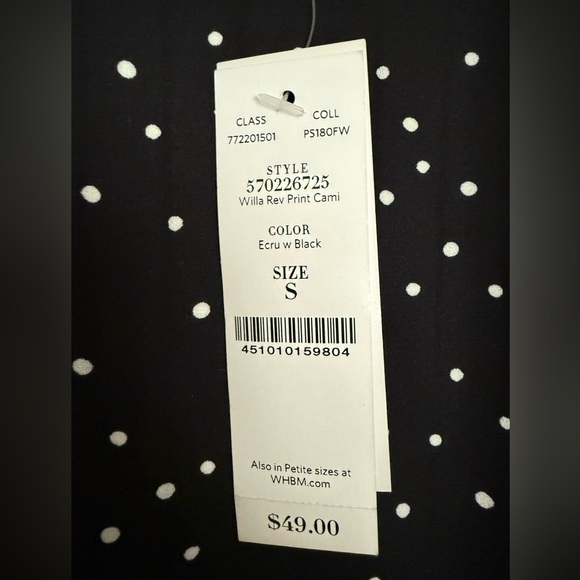 CLASS COLL
772201501 PS180FW
STYLE
570226725
Willa Rev Print Cami
COLOR
Ecru w Black
SIZE
S
451010159804
Also in Petite sizes at
WHBM.com
$49.00